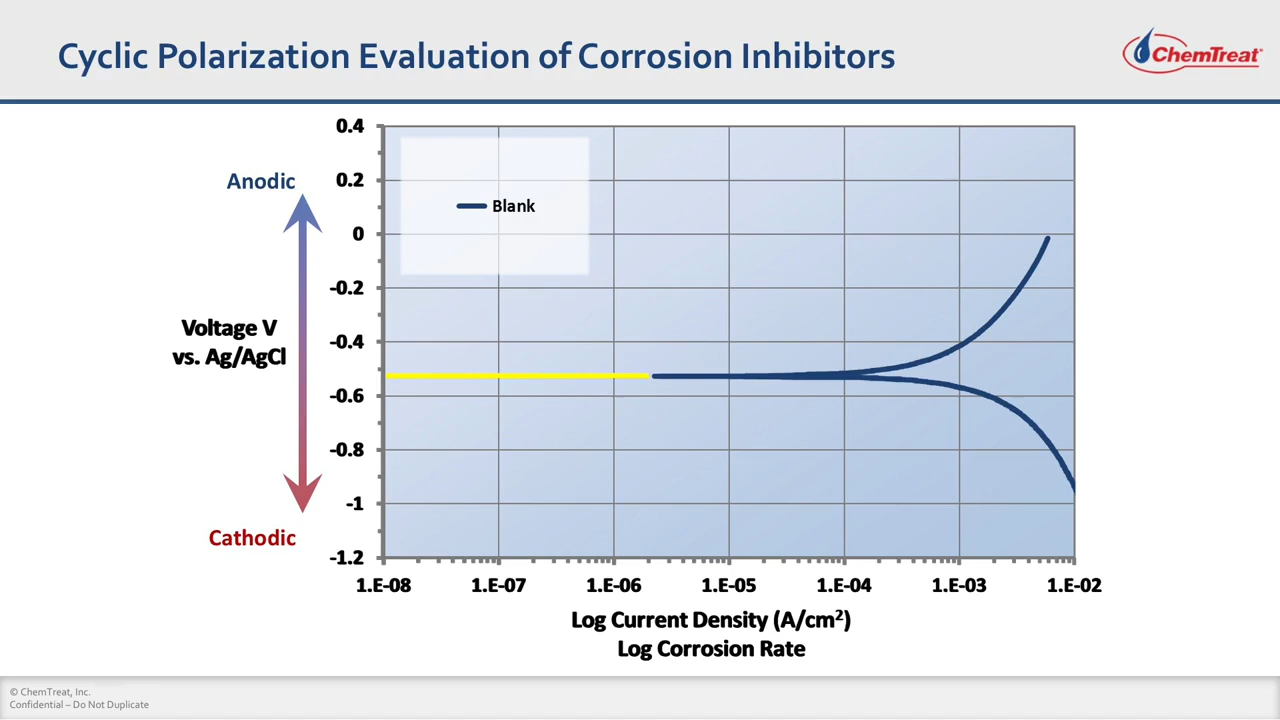 Cyclic Polarization Evaluation of Corrosion Inhibitors
ChemTreat
0.4
Anodic
0.2
Blank
0
-0.2
Voltage V
vs. Ag/AgCl
-0.4
-0.6
-0.8
-1
Cathodic
-1.2
1.E-08 1.E-07 1.E-06 1.E-05 1.E-04 1.E-03 1.E-02
Log Current Density (A/cm²)
Log Corrosion Rate
© ChemTreat, Inc.
Confidential – Do Not Duplicate